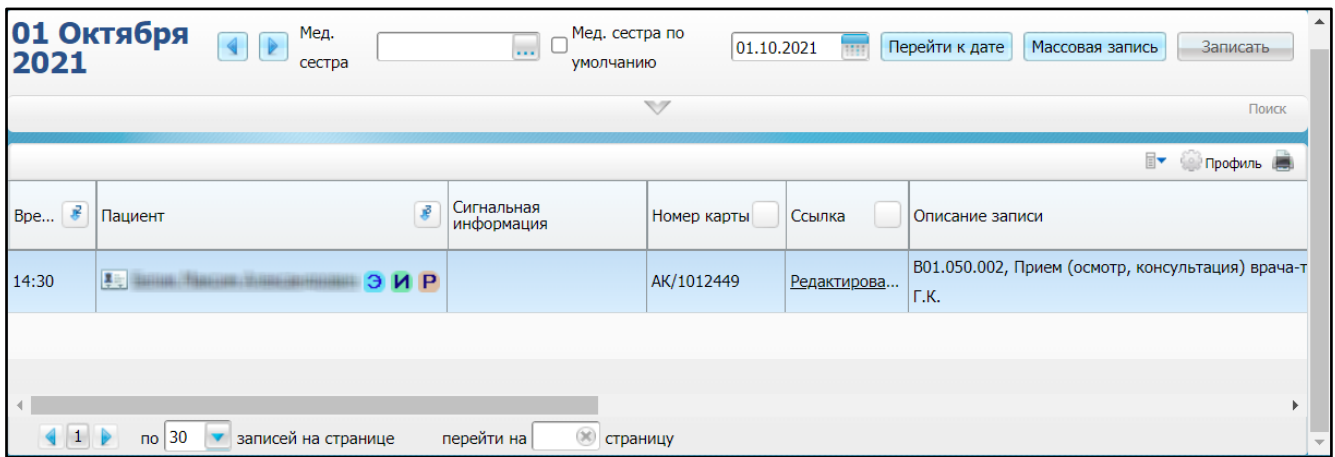 01 Октября
2021
Мед.
сестра
...
Мед. сестра по
умолчанию
01.10.2021
Перейти к дате
Массовая запись
Записать
Поиск
Профиль
Вре...
Пациент
Сигнальная
информация
Номер карты
Ссылка
Описание записи
14:30
Э И Р
АК/1012449
Редактирова...
B01.050.002, Прием (осмотр, консультация) врача-т
Г.К.
1
по 30 записей на странице
перейти на
страницу